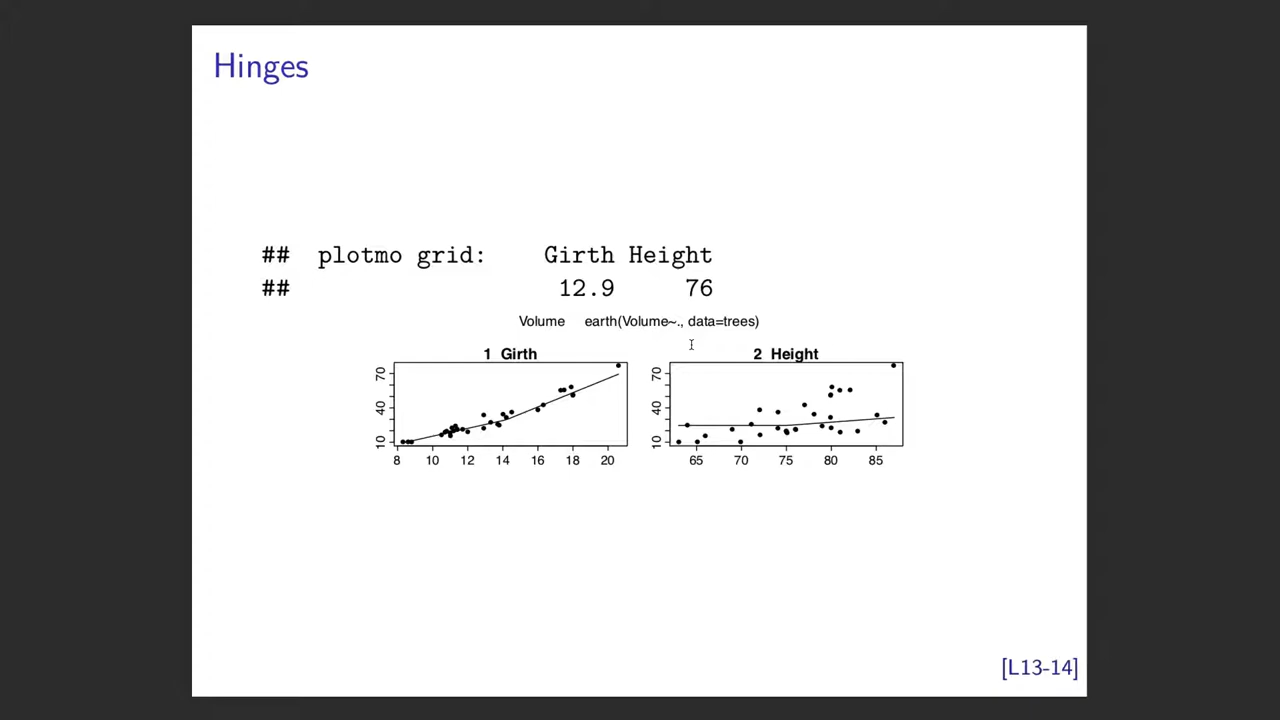 Hinges
## plotmo grid: Girth Height
## 12.9 76
Volume earth(Volume~., data=trees)
1 Girth
2 Height
70
40
10
8 10 12 14 16 18 20
70
40
10
65 70 75 80 85
[L13-14]